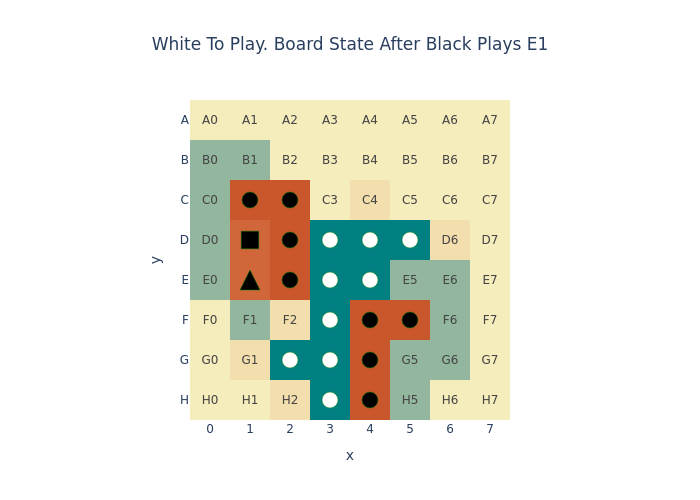 White To Play. Board State After Black Plays E1
A A0 A1 A2 A3 A4 A5 A6 A7
B B0 B1 B2 B3 B4 B5 B6 B7
C C0 C3 C4 C5 C6 C7
D D0 D6 D7
E E0 E5 E6 E7
F F0 F1 F2 F6 F7
G G0 G1 G5 G6 G7
H H0 H1 H2 H5 H6 H7
0 1 2 3 4 5 6 7
x
y